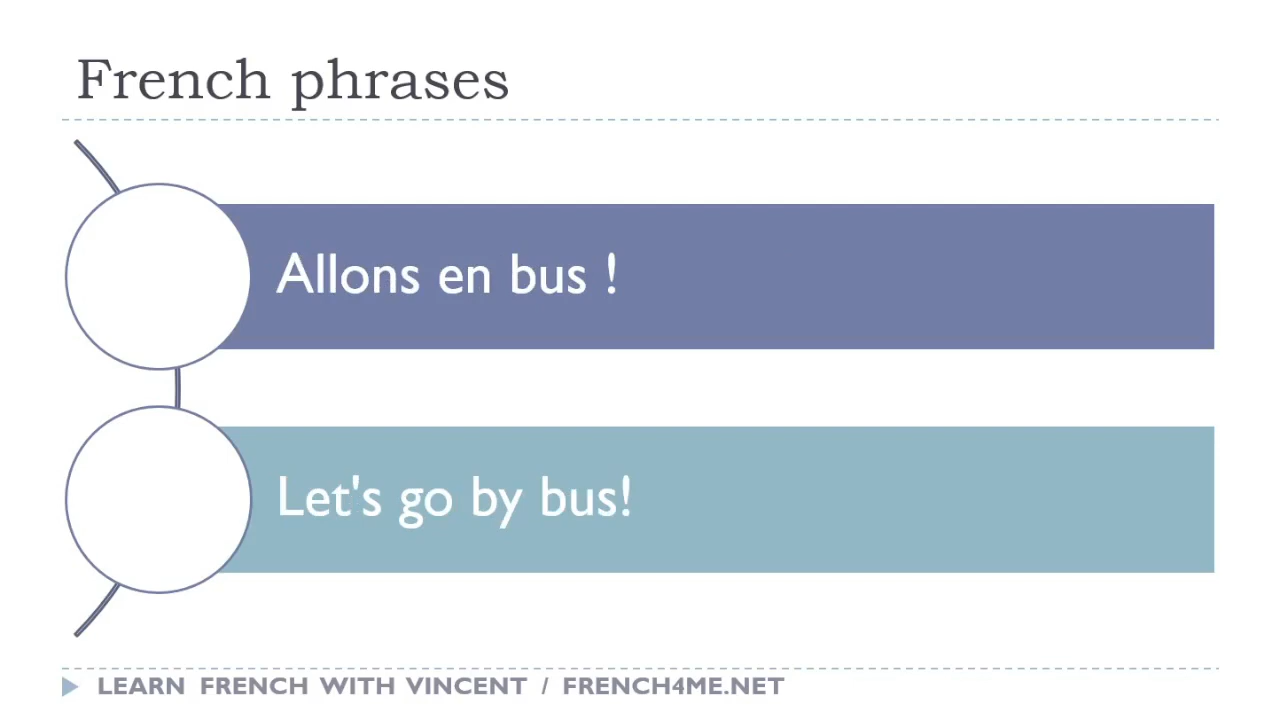 French phrases
Allons en bus !
Let's go by bus!
LEARN FRENCH WITH VINCENT / FRENCH4ME.NET